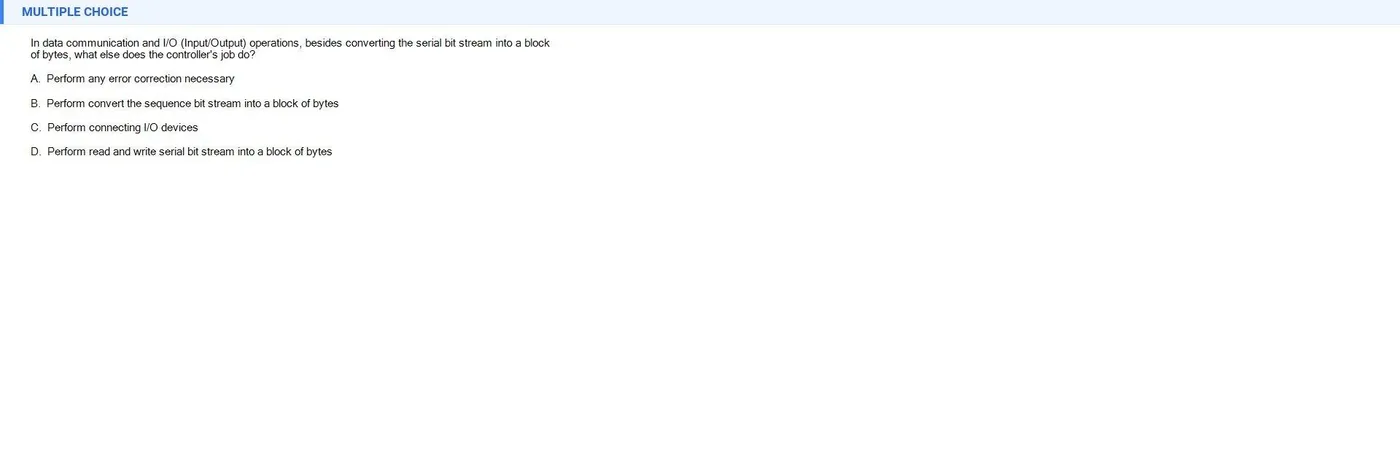 MULTIPLE CHOICE
In data communication and I/O (Input/Output) operations, besides converting the serial bit stream into a block
of bytes, what else does the controller's job do?
A. Perform any error correction necessary
B. Perform convert the sequence bit stream into a block of bytes
C. Perform connecting I/O devices
D. Perform read and write serial bit stream into a block of bytes